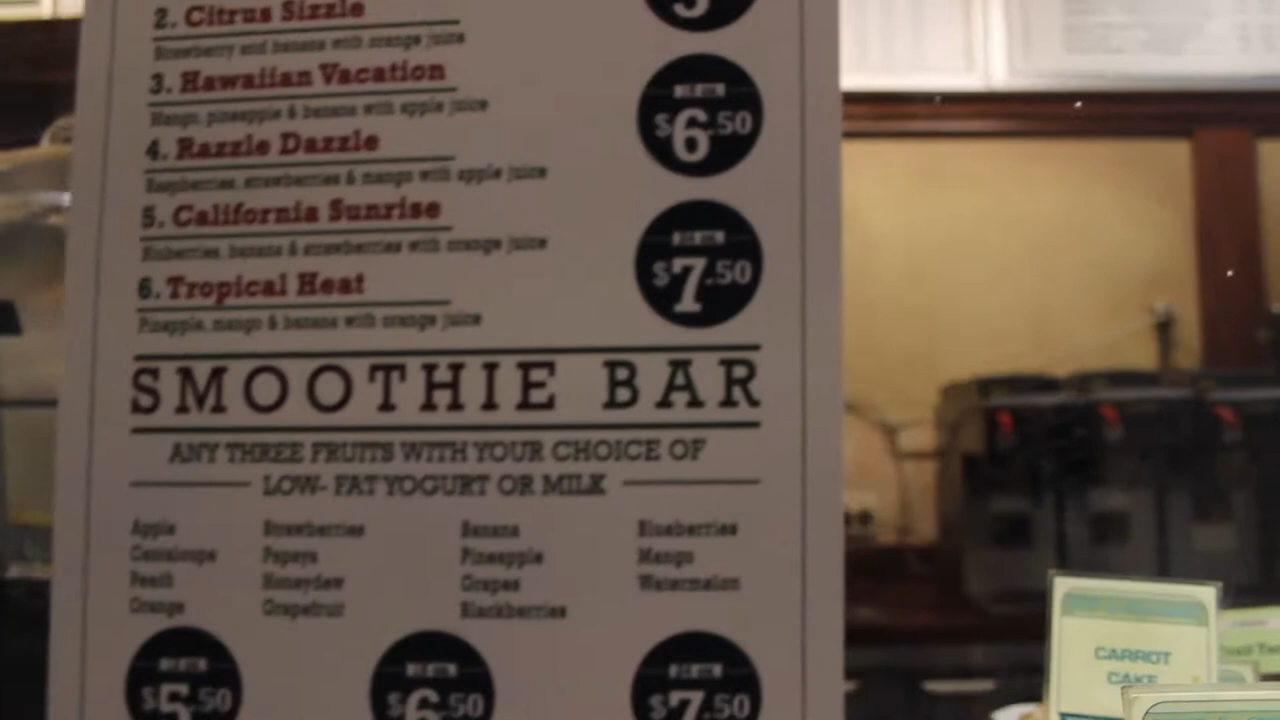 2. Citrus Sizzle
Strawberry and banana with orange juice
3. Hawaiian Vacation
Mango, pineapple & banana with apple juice
4. Razzle Dazzle
Raspberries, strawberries & mango with apple juice
5. California Sunrise
Bluberries, banana & strawberries with orange juice
6. Tropical Heat
Pineapple, mango & banana with orange juice
5
$6.50
$7.50
SMOOTHIE BAR
ANY THREE FRUITS WITH YOUR CHOICE OF
LOW- FAT YOGURT OR MILK
Apple Strawberries Banana Blueberries
Cantaloupe Papaya Pineapple Mango
Peach Honeydew Grapes Watermelon
Orange Grapefruit Blackberries
$5.50 $6.50 $7.50
CARROT
CAKE